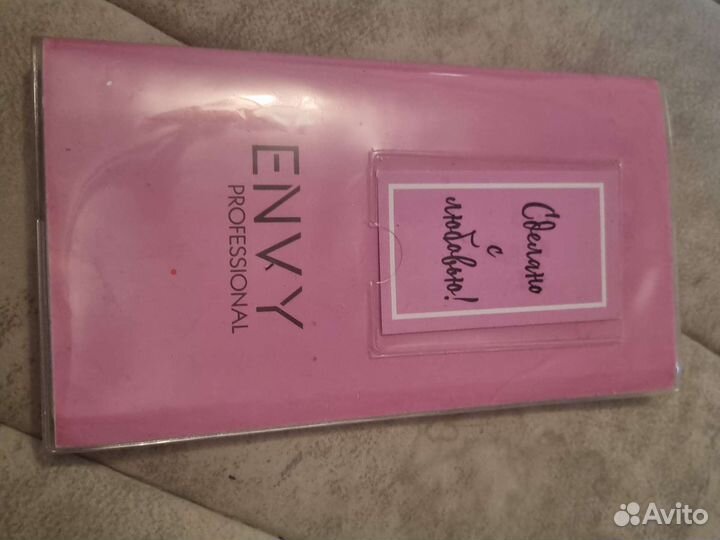 Сделано
с
любовью!
ENVY
PROFESSIONAL
Avito